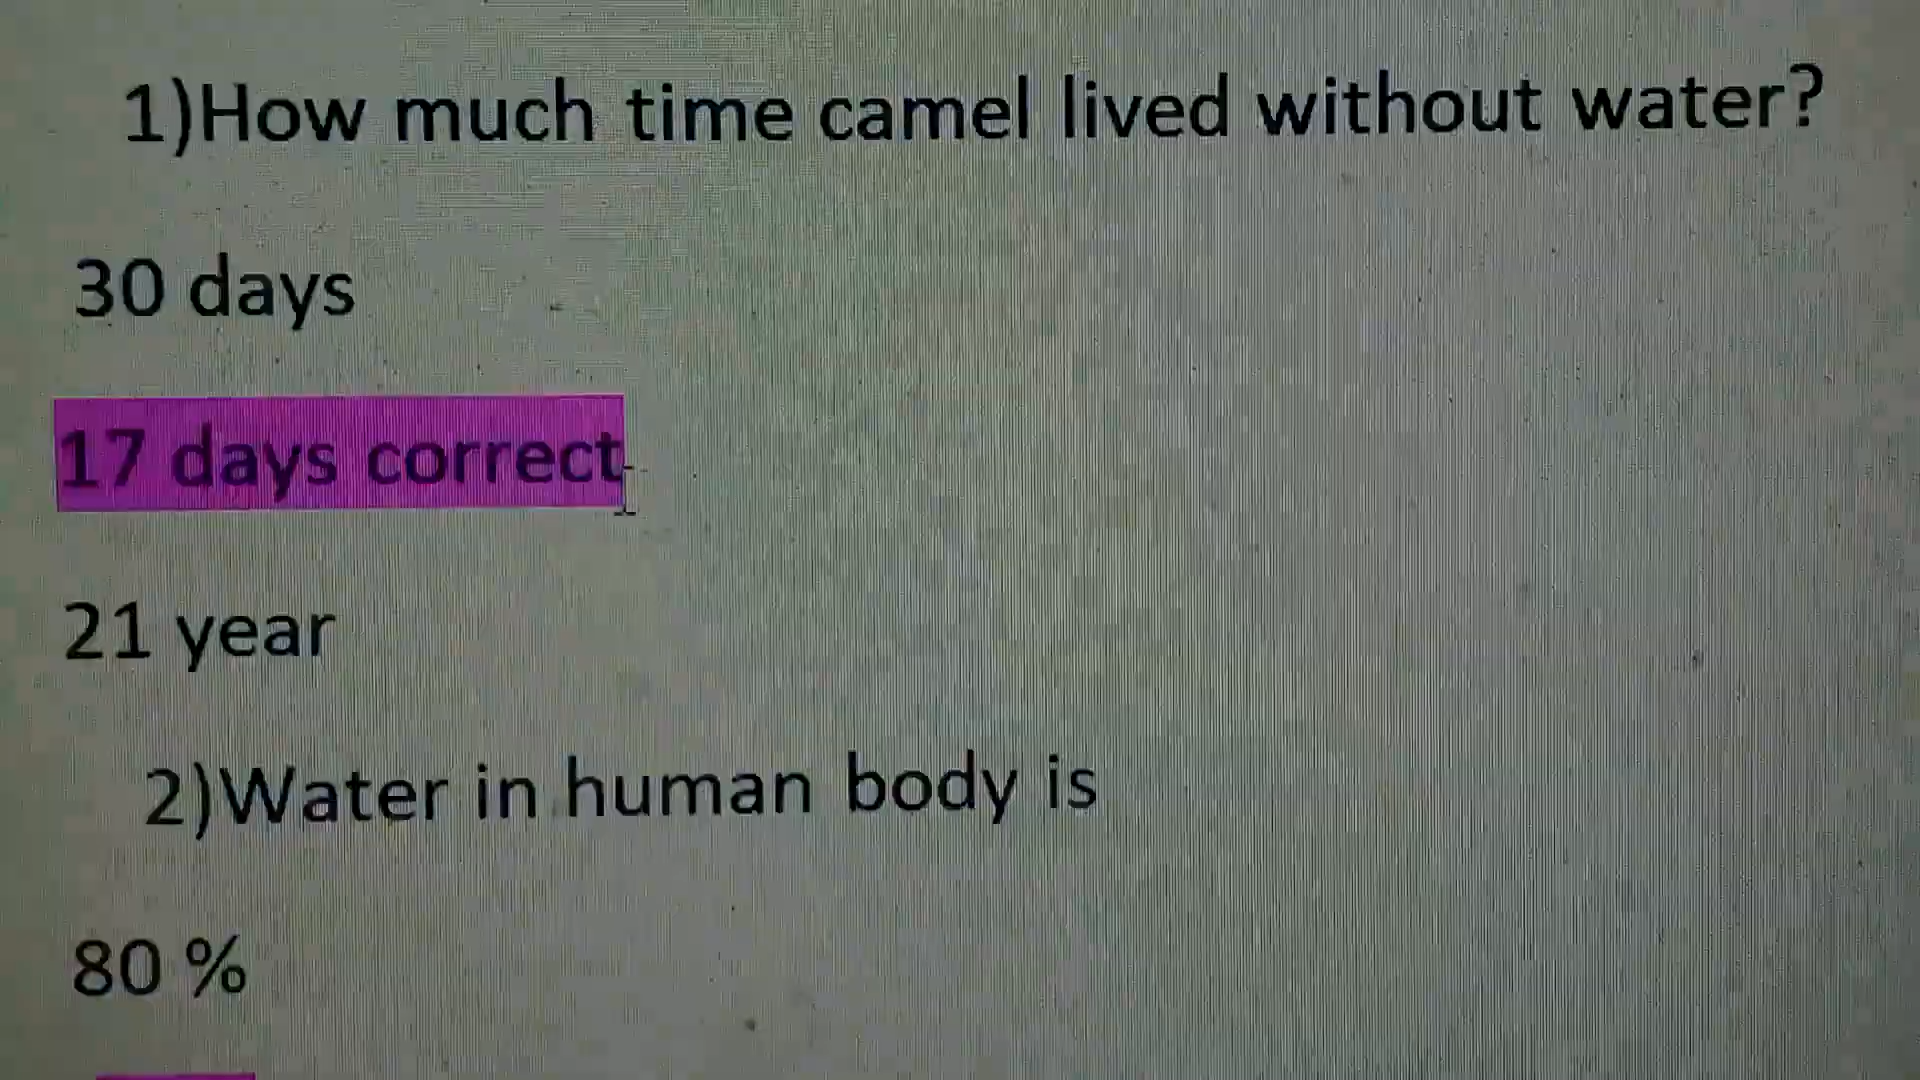 1)How much time camel lived without water?
30 days
17 days correct
21 year
2)Water in human body is
80 %